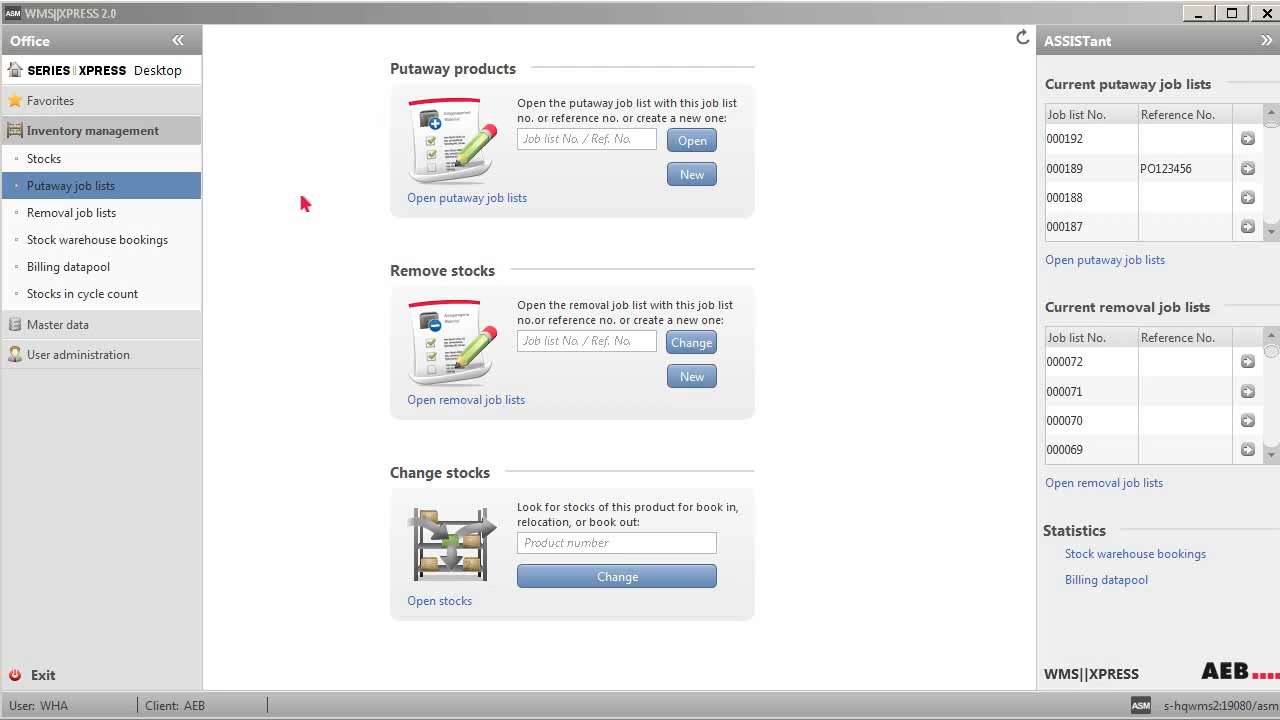 ASM WMS||XPRESS 2.0
Office
SERIES||XPRESS Desktop
Favorites
Inventory management
Stocks
Putaway job lists
Removal job lists
Stock warehouse bookings
Billing datapool
Stocks in cycle count
Master data
User administration
Exit
Putaway products
Open the putaway job list with this job list
no. or reference no. or create a new one:
Job list No. / Ref. No.
Open
New
Open putaway job lists
Remove stocks
Open the removal job list with this job list
no.or reference no. or create a new one:
Job list No. / Ref. No.
Change
New
Open removal job lists
Change stocks
Look for stocks of this product for book in,
relocation, or book out:
Product number
Change
Open stocks
ASSISTant
Current putaway job lists
Job list No. Reference No.
000192
000189 PO123456
000188
000187
Open putaway job lists
Current removal job lists
Job list No. Reference No.
000072
000071
000070
000069
Open removal job lists
Statistics
Stock warehouse bookings
Billing datapool
WMS||XPRESS AEB
User: WHA Client: AEB ASM s-hqwms2:19080/asm